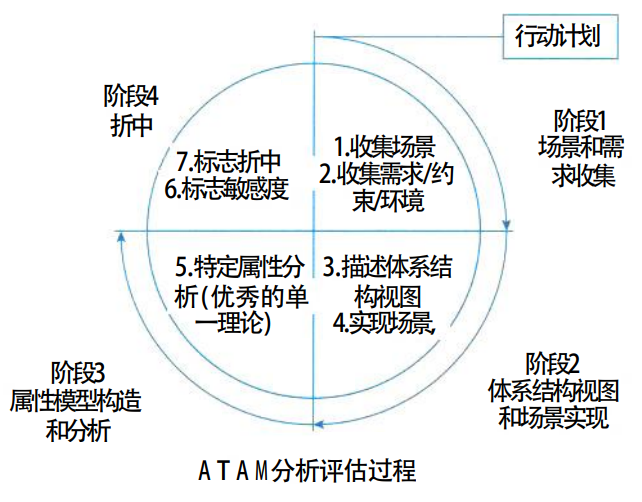 行动计划
阶段4
折中
阶段1
场景和需
求收集
7.标志折中
6.标志敏感度
1.收集场景
2.收集需求/约
束/环境
5.特定属性分
析(优秀的单
一理论)
3.描述体系结
构视图
4.实现场景
阶段3
属性模型构造
和分析
阶段2
体系结构视图
和场景实现
ATAM分析评估过程